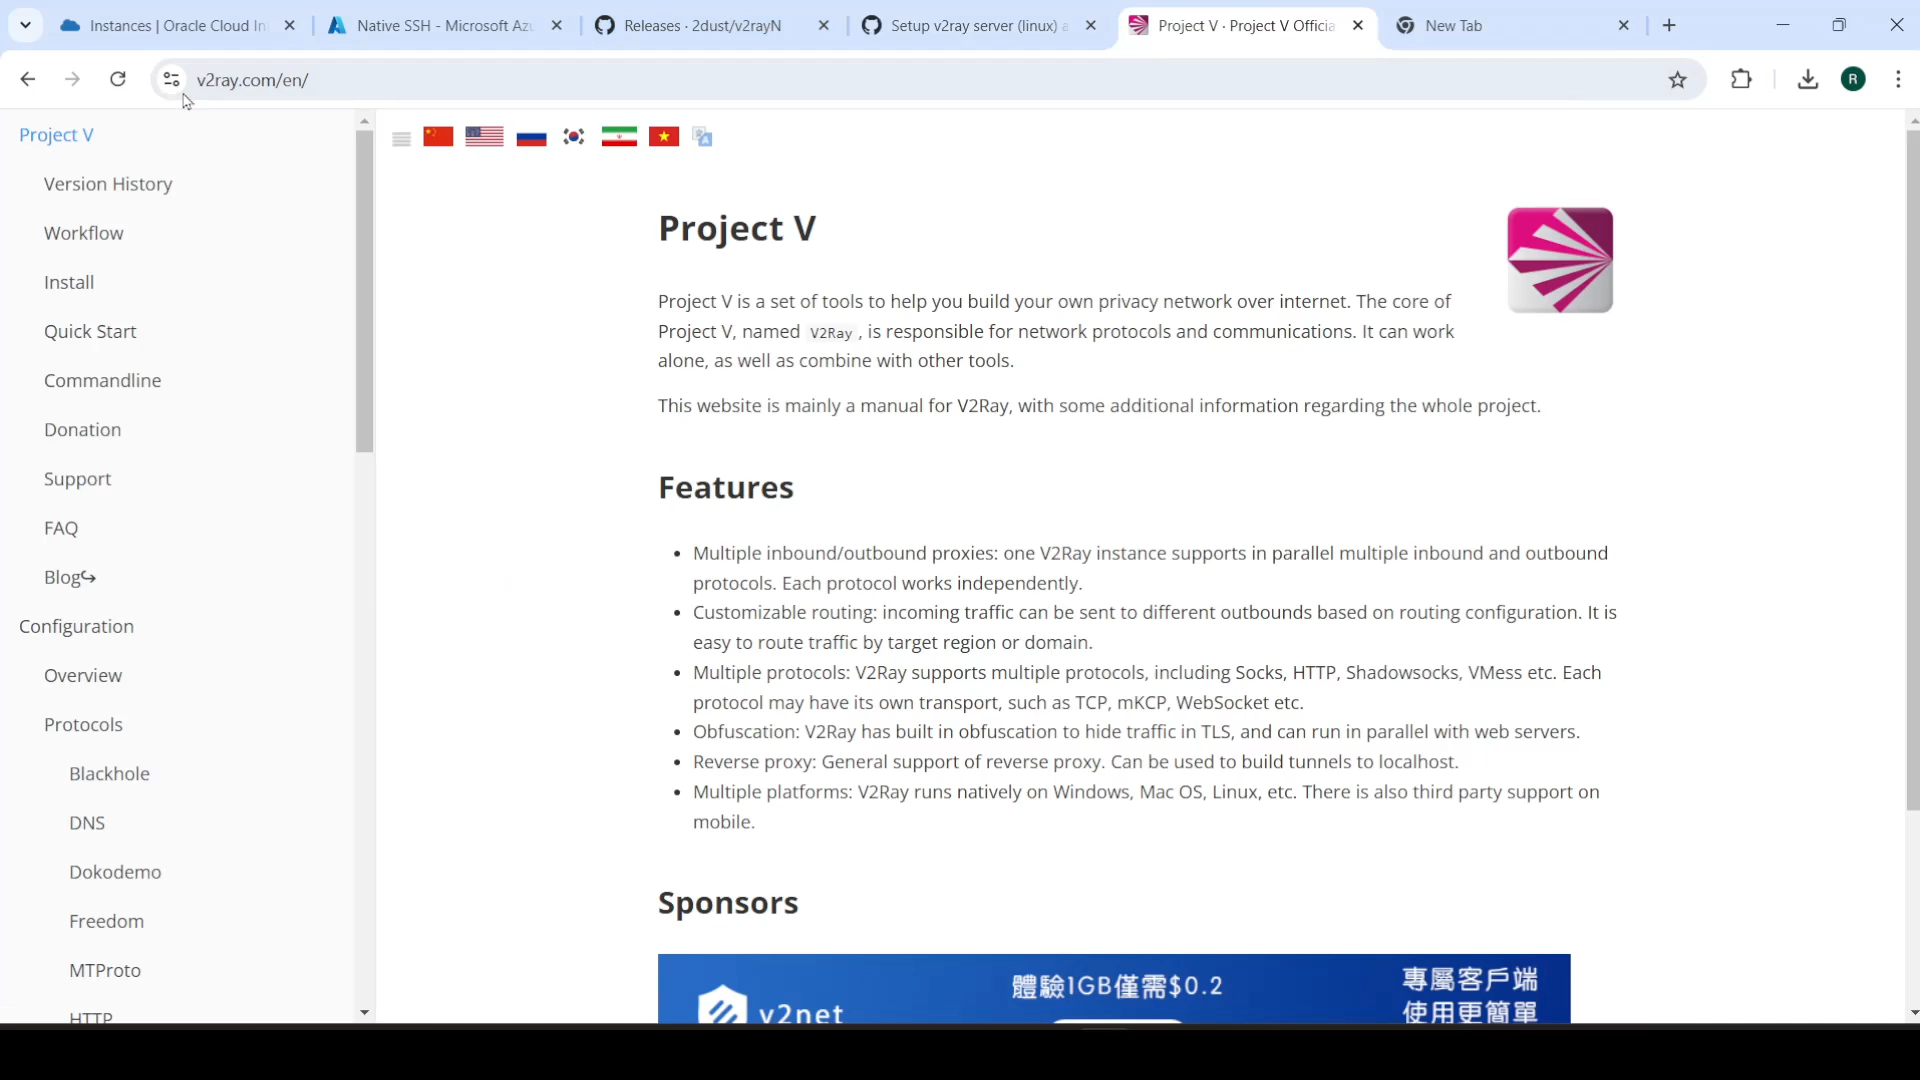 Instances | Oracle Cloud In
Native SSH - Microsoft Azu
Releases · 2dust/v2rayN
Setup v2ray server (linux) a
Project V · Project V Officia
New Tab
v2ray.com/en/
R
Project V
Version History
Workflow
Install
Quick Start
Commandline
Donation
Support
FAQ
Blog↪
Configuration
Overview
Protocols
Blackhole
DNS
Dokodemo
Freedom
MTProto
HTTP
Project V
Project V is a set of tools to help you build your own privacy network over internet. The core of
Project V, named V2Ray , is responsible for network protocols and communications. It can work
alone, as well as combine with other tools.
This website is mainly a manual for V2Ray, with some additional information regarding the whole project.
Features
• Multiple inbound/outbound proxies: one V2Ray instance supports in parallel multiple inbound and outbound
protocols. Each protocol works independently.
• Customizable routing: incoming traffic can be sent to different outbounds based on routing configuration. It is
easy to route traffic by target region or domain.
• Multiple protocols: V2Ray supports multiple protocols, including Socks, HTTP, Shadowsocks, VMess etc. Each
protocol may have its own transport, such as TCP, mKCP, WebSocket etc.
• Obfuscation: V2Ray has built in obfuscation to hide traffic in TLS, and can run in parallel with web servers.
• Reverse proxy: General support of reverse proxy. Can be used to build tunnels to localhost.
• Multiple platforms: V2Ray runs natively on Windows, Mac OS, Linux, etc. There is also third party support on
mobile.
Sponsors
v2net
體驗1GB僅需$0.2
專屬客戶端
使用更簡單